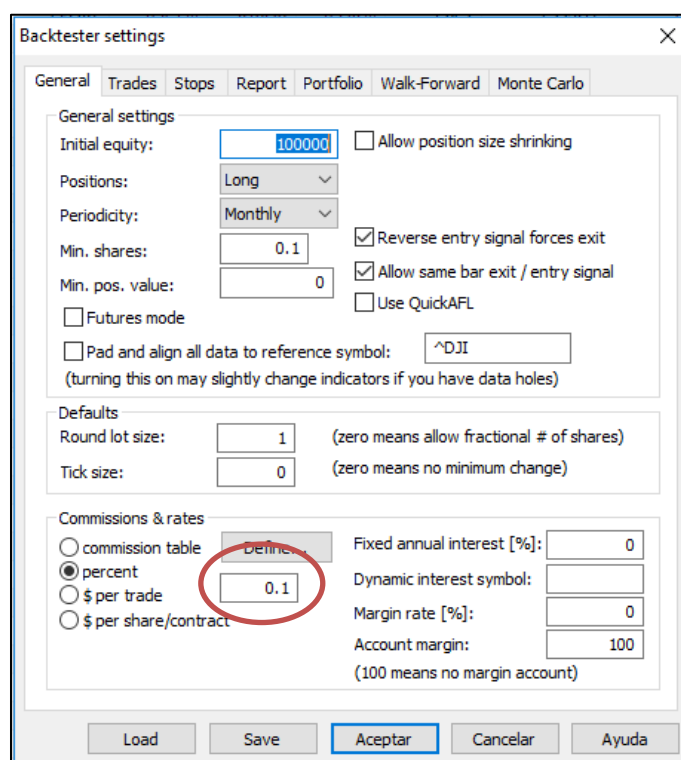 Backtester settings
General Trades Stops Report Portfolio Walk-Forward Monte Carlo
General settings
Initial equity: 100000 Allow position size shrinking
Positions: Long
Periodicity: Monthly
Reverse entry signal forces exit
Min. shares: 0.1
Allow same bar exit / entry signal
Min. pos. value: 0
Use QuickAFL
Futures mode
Pad and align all data to reference symbol: ^DJI
(turning this on may slightly change indicators if you have data holes)
Defaults
Round lot size: 1 (zero means allow fractional # of shares)
Tick size: 0 (zero means no minimum change)
Commissions & rates
commission table Define... Fixed annual interest [%]: 0
percent 0.1 Dynamic interest symbol:
$ per trade Margin rate [%]: 0
$ per share/contract Account margin: 100
(100 means no margin account)
Load Save Aceptar Cancelar Ayuda